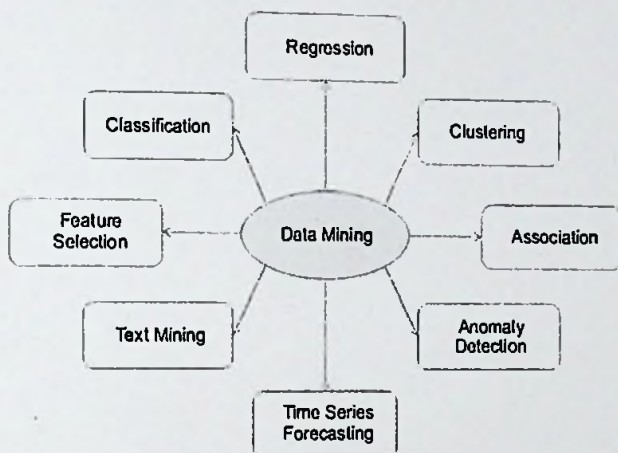 Regression
Classification
Clustering
Feature
Selection
Data Mining
Association
Text Mining
Anomaly
Detection
Time Series
Forecasting